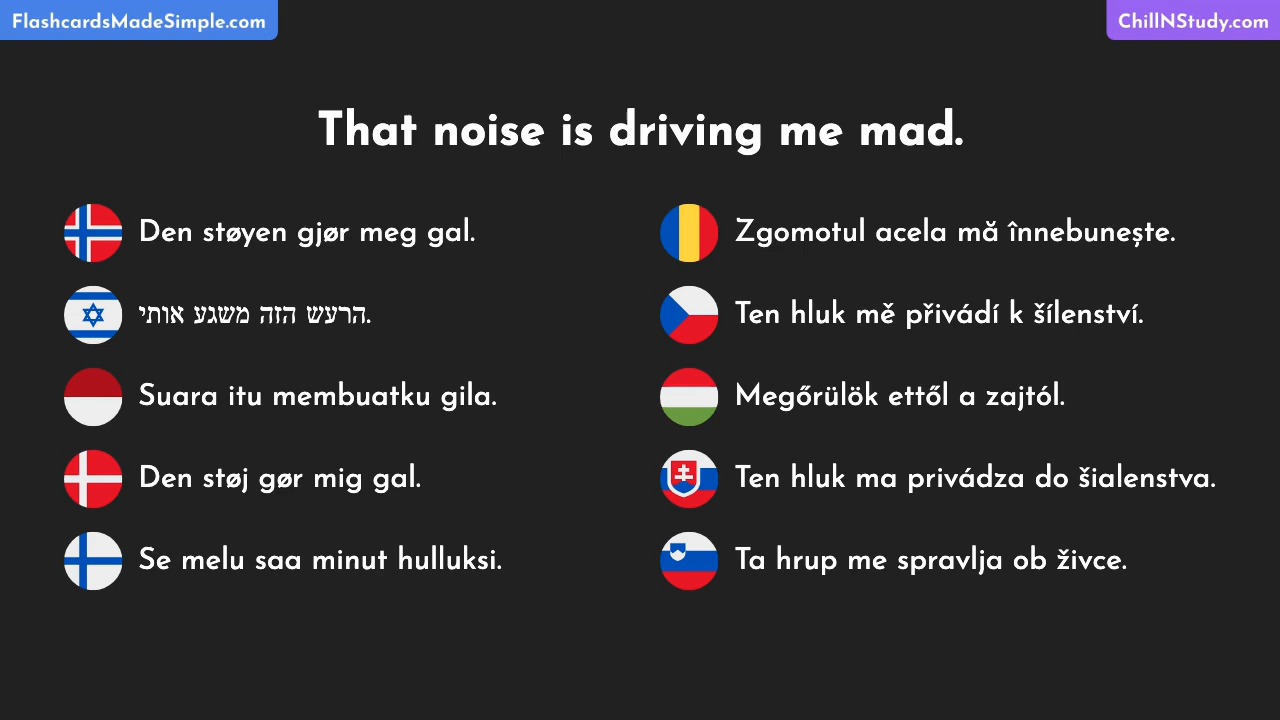 FlashcardsMadeSimple.com
ChillNStudy.com
That noise is driving me mad.
Den støyen gjør meg gal.
הרעש הזה משגע אותי.
Suara itu membuatku gila.
Den støj gør mig gal.
Se melu saa minut hulluksi.
Zgomotul acela mă înnebunește.
Ten hluk mě přivádí k šílenství.
Megőrülök ettől a zajtól.
Ten hluk ma privádza do šialenstva.
Ta hrup me spravlja ob živce.